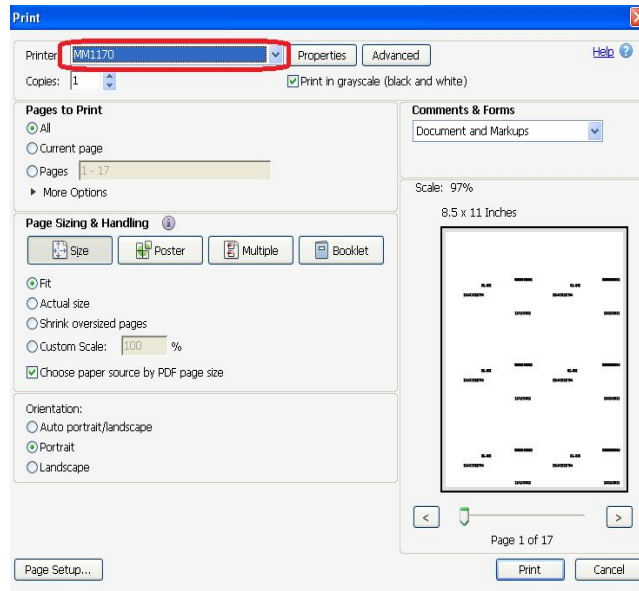 Print
Printer: MM1170 Properties Advanced Help
Copies: 1 Print in grayscale (black and white)
Pages to Print
All
Current page
Pages 1 - 17
More Options
Comments & Forms
Document and Markups
Scale: 97%
8.5 x 11 Inches
Page Sizing & Handling
Size Poster Multiple Booklet
Fit
Actual size
Shrink oversized pages
Custom Scale: 100 %
Choose paper source by PDF page size
Orientation:
Auto portrait/landscape
Portrait
Landscape
< >
Page 1 of 17
Page Setup... Print Cancel